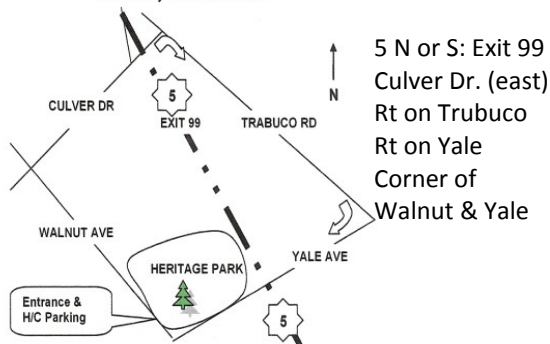 5 N or S: Exit 99
Culver Dr. (east)
Rt on Trubuco
Rt on Yale
Corner of
Walnut & Yale
N
CULVER DR
5
EXIT 99
TRABUCO RD
WALNUT AVE
HERITAGE PARK
YALE AVE
Entrance &
H/C Parking
5